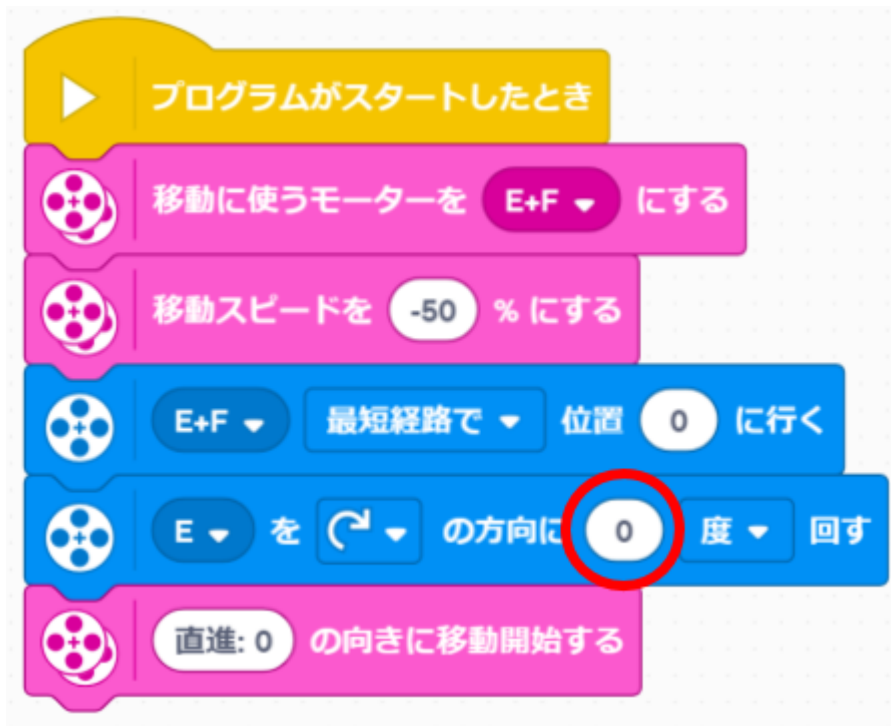 プログラムがスタートしたとき
移動に使うモーターを E+F にする
移動スピードを -50 % にする
E+F 最短経路で 位置 0 に行く
E を の方向に 0 度 回す
直進: 0 の向きに移動開始する